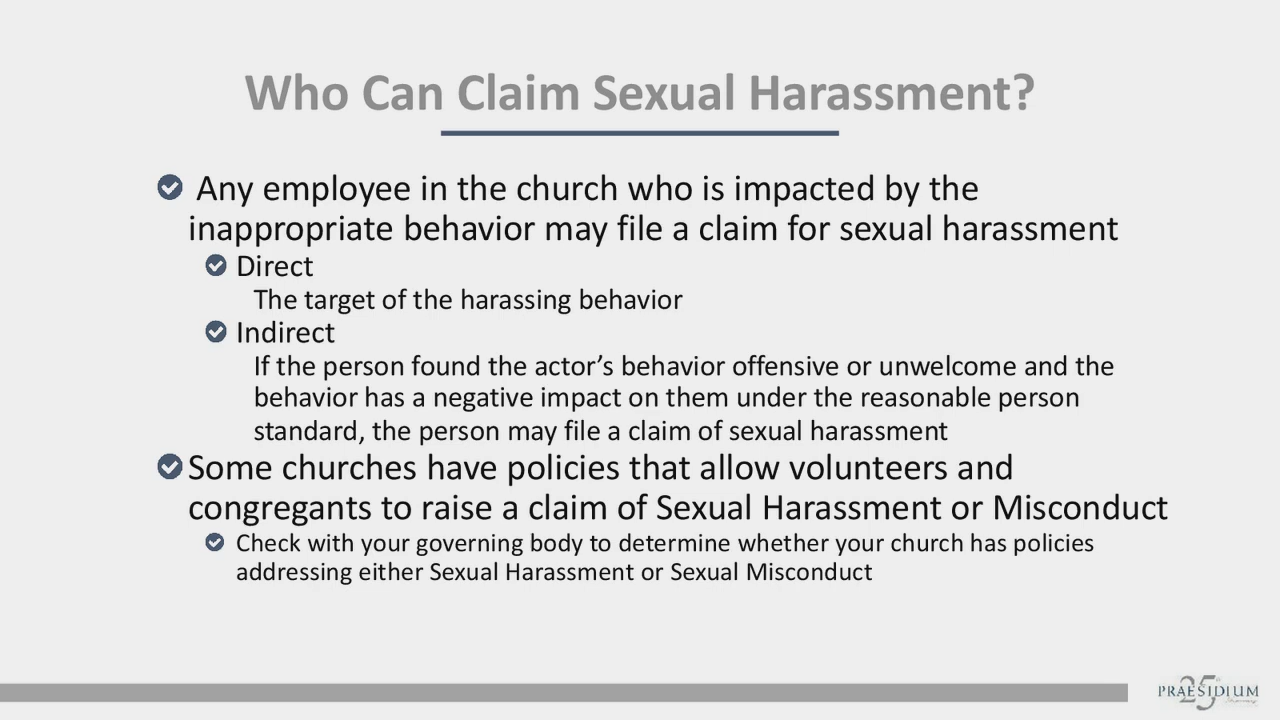 Who Can Claim Sexual Harassment?
Any employee in the church who is impacted by the
inappropriate behavior may file a claim for sexual harassment
Direct
The target of the harassing behavior
Indirect
If the person found the actor’s behavior offensive or unwelcome and the
behavior has a negative impact on them under the reasonable person
standard, the person may file a claim of sexual harassment
Some churches have policies that allow volunteers and
congregants to raise a claim of Sexual Harassment or Misconduct
Check with your governing body to determine whether your church has policies
addressing either Sexual Harassment or Sexual Misconduct
25
PRAESIDIUM